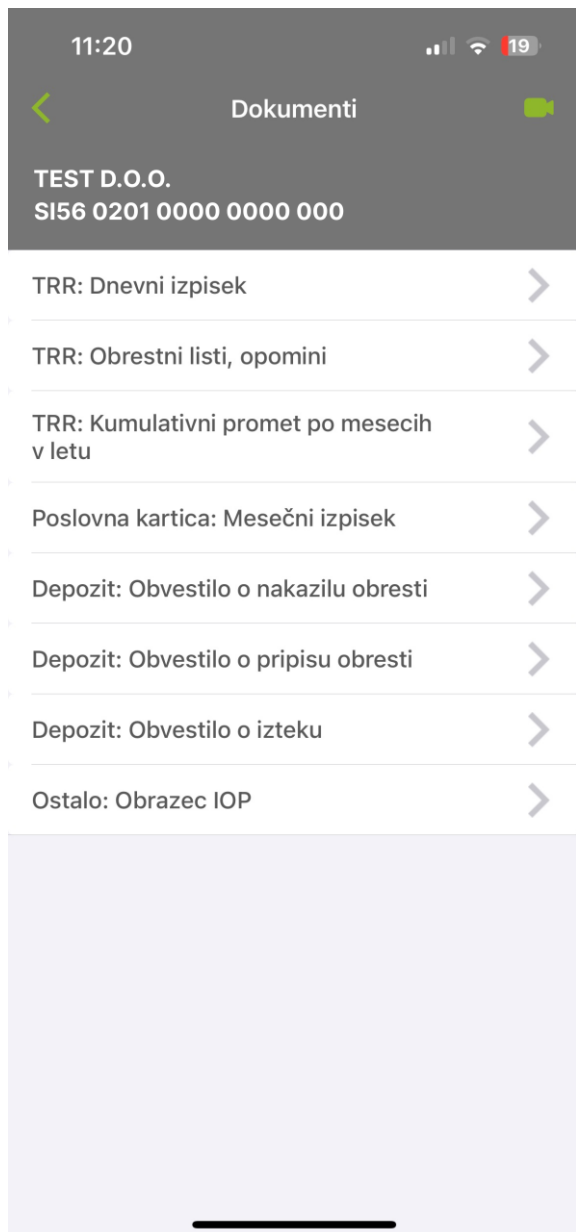 11:20
19
Dokumenti
TEST D.O.O.
SI56 0201 0000 0000 000
TRR: Dnevni izpisek
TRR: Obrestni listi, opomini
TRR: Kumulativni promet po mesecih
v letu
Poslovna kartica: Mesečni izpisek
Depozit: Obvestilo o nakazilu obresti
Depozit: Obvestilo o pripisu obresti
Depozit: Obvestilo o izteku
Ostalo: Obrazec IOP